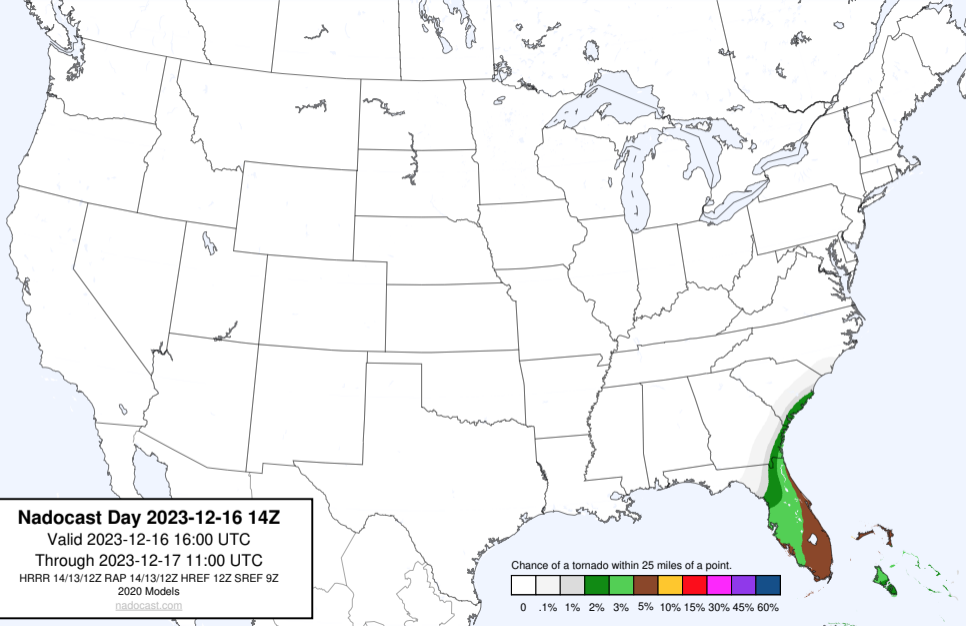 Nadocast Day 2023-12-16 14Z
Valid 2023-12-16 16:00 UTC
Through 2023-12-17 11:00 UTC
HRRR 14/13/12Z RAP 14/13/12Z HREF 12Z SREF 9Z
2020 Models
nadocast.com
Chance of a tornado within 25 miles of a point.
0 .1% 1% 2% 3% 5% 10% 15% 30% 45% 60%